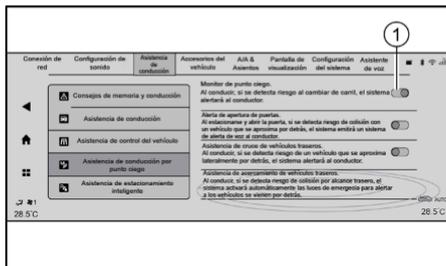 1
Conexión de red
Configuración de sonido
Asistencia de conducción
Accesorios del vehículo
A/A & Asientos
Pantalla de visualización
Configuración del sistema
Asistente de voz
Consejos de memoria y conducción
Asistencia de conducción
Asistencia de control del vehículo
Asistencia de conducción por punto ciego
Asistencia de estacionamiento inteligente
Monitor de punto ciego.
Al conducir, si se detecta riesgo al cambiar de carril, el sistema
alertará al conductor.
Alerta de apertura de puertas.
Al estacionarse y abrir la puerta, si se detecta riesgo de colisión con
un vehículo que se aproxima por detrás, el sistema emitirá un sistema
de alerta de voz al conductor.
Asistencia de cruce de vehículos traseros.
Al conducir, si se detecta riesgo de un vehículo que se aproxima
lateralmente por detrás, el sistema alertará al conductor.
Asistencia de acercamiento de vehículos traseros.
Al conducir, si se detecta riesgo de colisión por alcance trasero, el
sistema activará automáticamente las luces de emergencia para alertar
a los vehículos se vienen por detrás.
1
28.5°C
AUTO
28.5°C